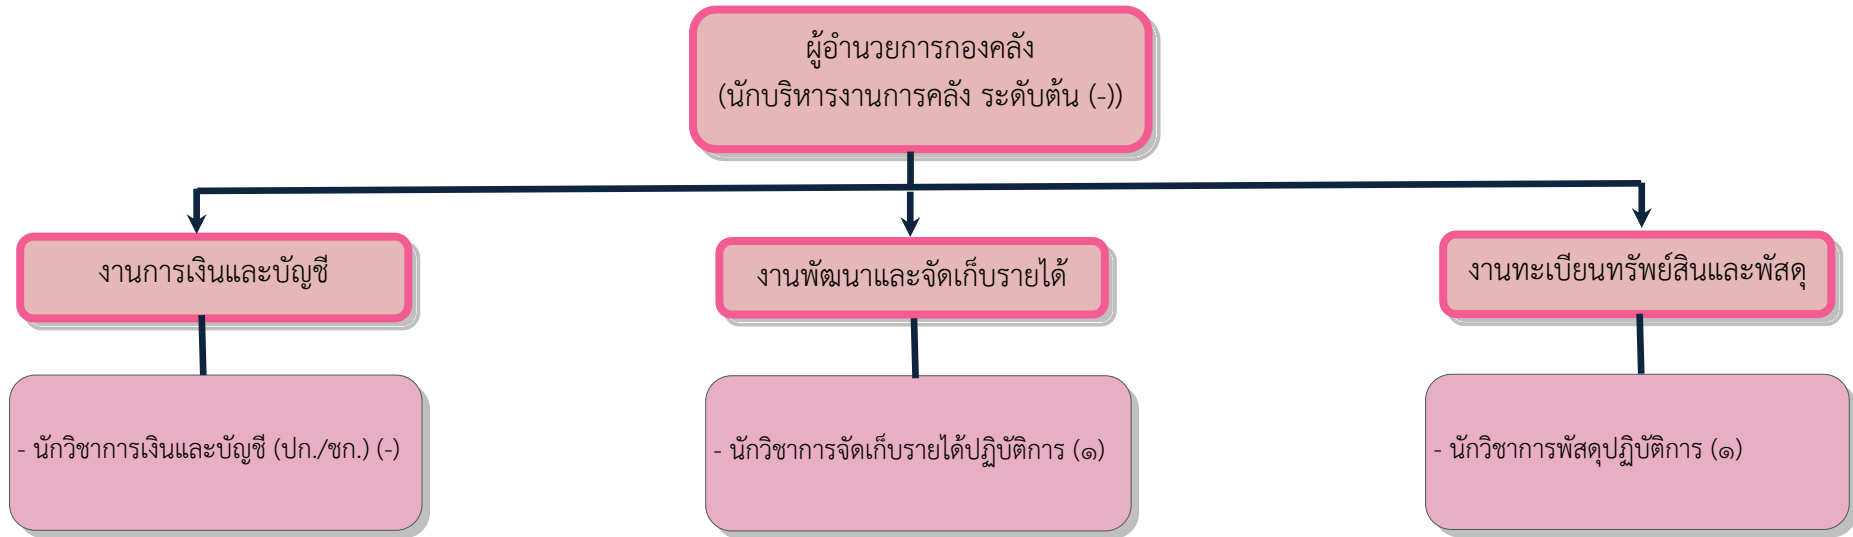 ผู้อำนวยการกองคลัง
(นักบริหารงานการคลัง ระดับต้น (-))
งานการเงินและบัญชี
งานพัฒนาและจัดเก็บรายได้
งานทะเบียนทรัพย์สินและพัสดุ
- นักวิชาการเงินและบัญชี (ปก./ชก.) (-)
- นักวิชาการจัดเก็บรายได้ปฏิบัติการ (๑)
- นักวิชาการพัสดุปฏิบัติการ (๑)